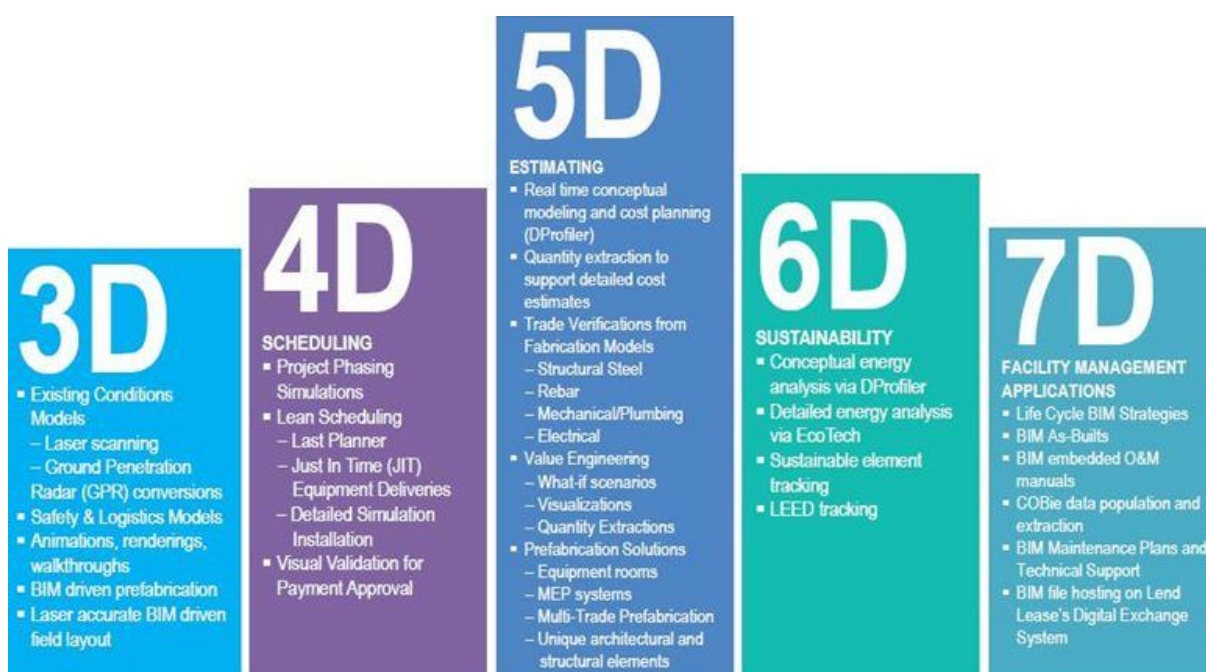 3D
▪ Existing Conditions
Models
– Laser scanning
– Ground Penetration
Radar (GPR) conversions
▪ Safety & Logistics Models
▪ Animations, renderings,
walkthroughs
▪ BIM driven prefabrication
▪ Laser accurate BIM driven
field layout
4D
SCHEDULING
▪ Project Phasing
Simulations
▪ Lean Scheduling
– Last Planner
– Just In Time (JIT)
Equipment Deliveries
– Detailed Simulation
Installation
▪ Visual Validation for
Payment Approval
5D
ESTIMATING
▪ Real time conceptual
modeling and cost planning
(DProfiler)
▪ Quantity extraction to
support detailed cost
estimates
▪ Trade Verifications from
Fabrication Models
– Structural Steel
– Rebar
– Mechanical/Plumbing
– Electrical
▪ Value Engineering
– What-if scenarios
– Visualizations
– Quantity Extractions
▪ Prefabrication Solutions
– Equipment rooms
– MEP systems
– Multi-Trade Prefabrication
– Unique architectural and
structural elements
6D
SUSTAINABILITY
▪ Conceptual energy
analysis via DProfiler
▪ Detailed energy analysis
via EcoTech
▪ Sustainable element
tracking
▪ LEED tracking
7D
FACILITY MANAGEMENT
APPLICATIONS
▪ Life Cycle BIM Strategies
▪ BIM As-Builts
▪ BIM embedded O&M
manuals
▪ COBie data population and
extraction
▪ BIM Maintenance Plans and
Technical Support
▪ BIM file hosting on Lend
Lease's Digital Exchange
System